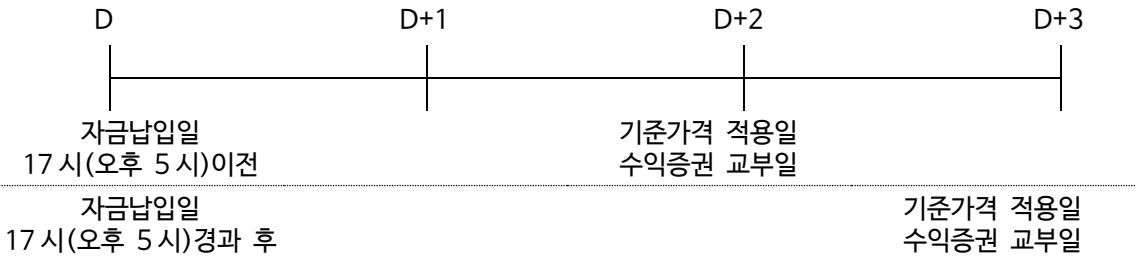 D D+1 D+2 D+3
자금납입일 기준가격 적용일
17 시(오후 5 시)이전 수익증권 교부일
자금납입일 기준가격 적용일
17 시(오후 5 시)경과 후 수익증권 교부일